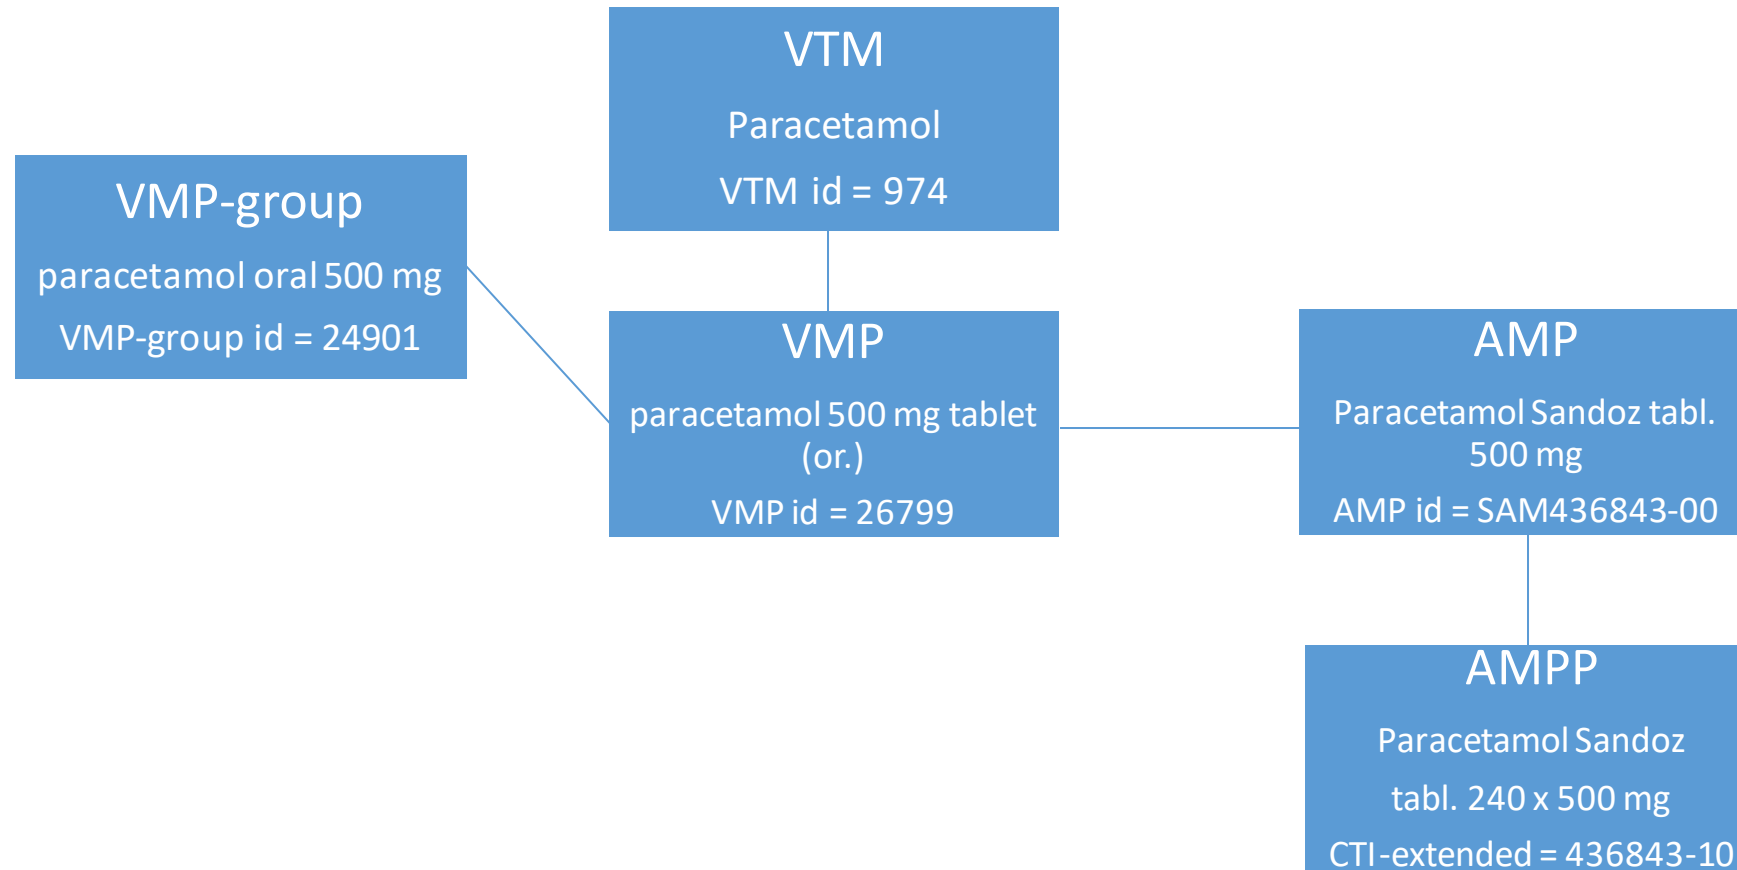 VTM
Paracetamol
VTM id = 974
VMP-group
paracetamol oral 500 mg
VMP-group id = 24901
VMP
paracetamol 500 mg tablet
(or.)
VMP id = 26799
AMP
Paracetamol Sandoz tabl.
500 mg
AMP id = SAM436843-00
AMPP
Paracetamol Sandoz
tabl. 240 x 500 mg
CTI-extended = 436843-10